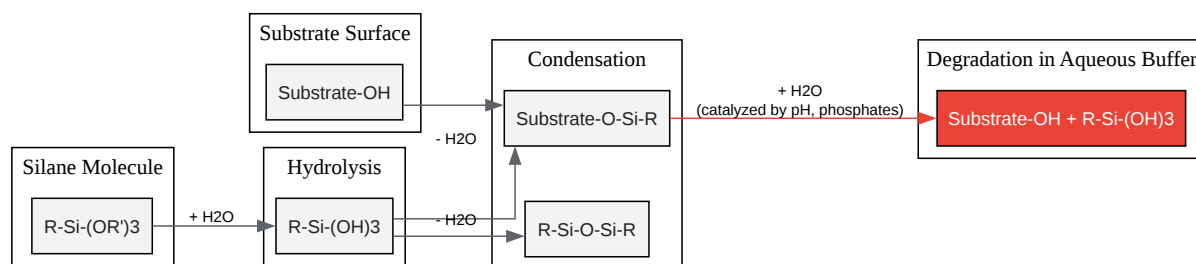 Substrate Surface
Substrate-OH
Silane Molecule
R-Si-(OR')3
+ H2O
Hydrolysis
R-Si-(OH)3
- H2O
- H2O
Condensation
Substrate-O-Si-R
R-Si-O-Si-R
+ H2O
(catalyzed by pH, phosphates)
Degradation in Aqueous Buffer
Substrate-OH + R-Si-(OH)3